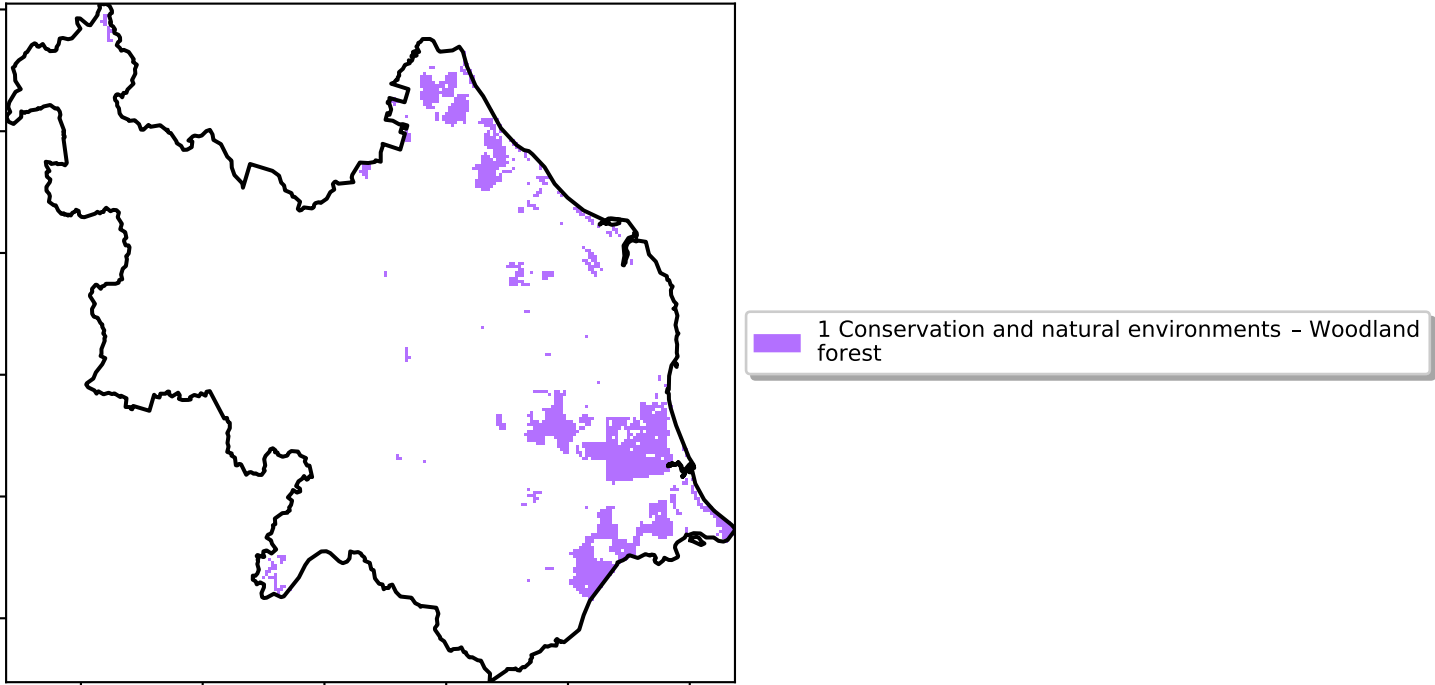 1 Conservation and natural environments – Woodland
forest